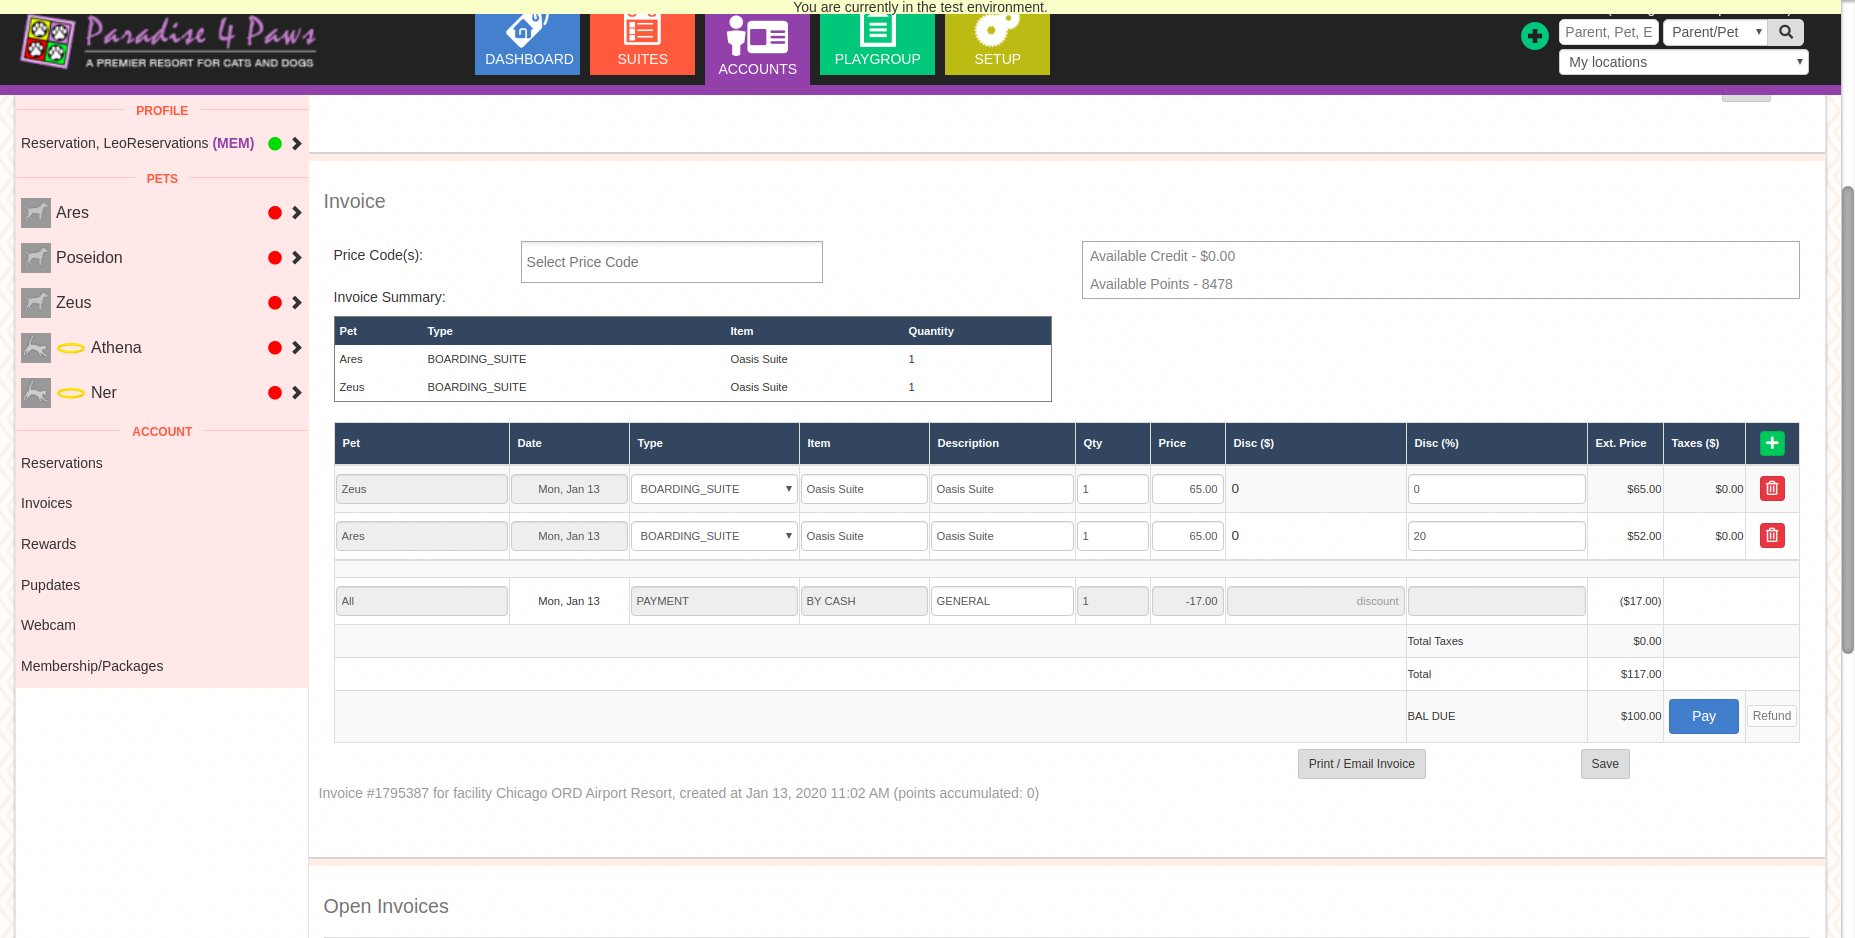 You are currently in the test environment.
Paradise 4 Paws
A PREMIER RESORT FOR CATS AND DOGS
DASHBOARD
SUITES
ACCOUNTS
PLAYGROUP
SETUP
Parent, Pet, E
Parent/Pet
My locations
PROFILE
Reservation, LeoReservations (MEM)
PETS
Ares
Poseidon
Zeus
Athena
Ner
ACCOUNT
Reservations
Invoices
Rewards
Pupdates
Webcam
Membership/Packages
Invoice
Price Code(s):
Select Price Code
Available Credit - $0.00
Available Points - 8478
Invoice Summary:
Pet Type Item Quantity
Ares BOARDING_SUITE Oasis Suite 1
Zeus BOARDING_SUITE Oasis Suite 1
Pet Date Type Item Description Qty Price Disc ($) Disc (%) Ext. Price Taxes ($)
Zeus Mon, Jan 13 BOARDING_SUITE Oasis Suite Oasis Suite 1 65.00 0 0 $65.00 $0.00
Ares Mon, Jan 13 BOARDING_SUITE Oasis Suite Oasis Suite 1 65.00 0 20 $52.00 $0.00
All Mon, Jan 13 PAYMENT BY CASH GENERAL 1 -17.00 discount ($17.00)
Total Taxes $0.00
Total $117.00
BAL DUE $100.00 Pay Refund
Print / Email Invoice Save
Invoice #1795387 for facility Chicago ORD Airport Resort, created at Jan 13, 2020 11:02 AM (points accumulated: 0)
Open Invoices